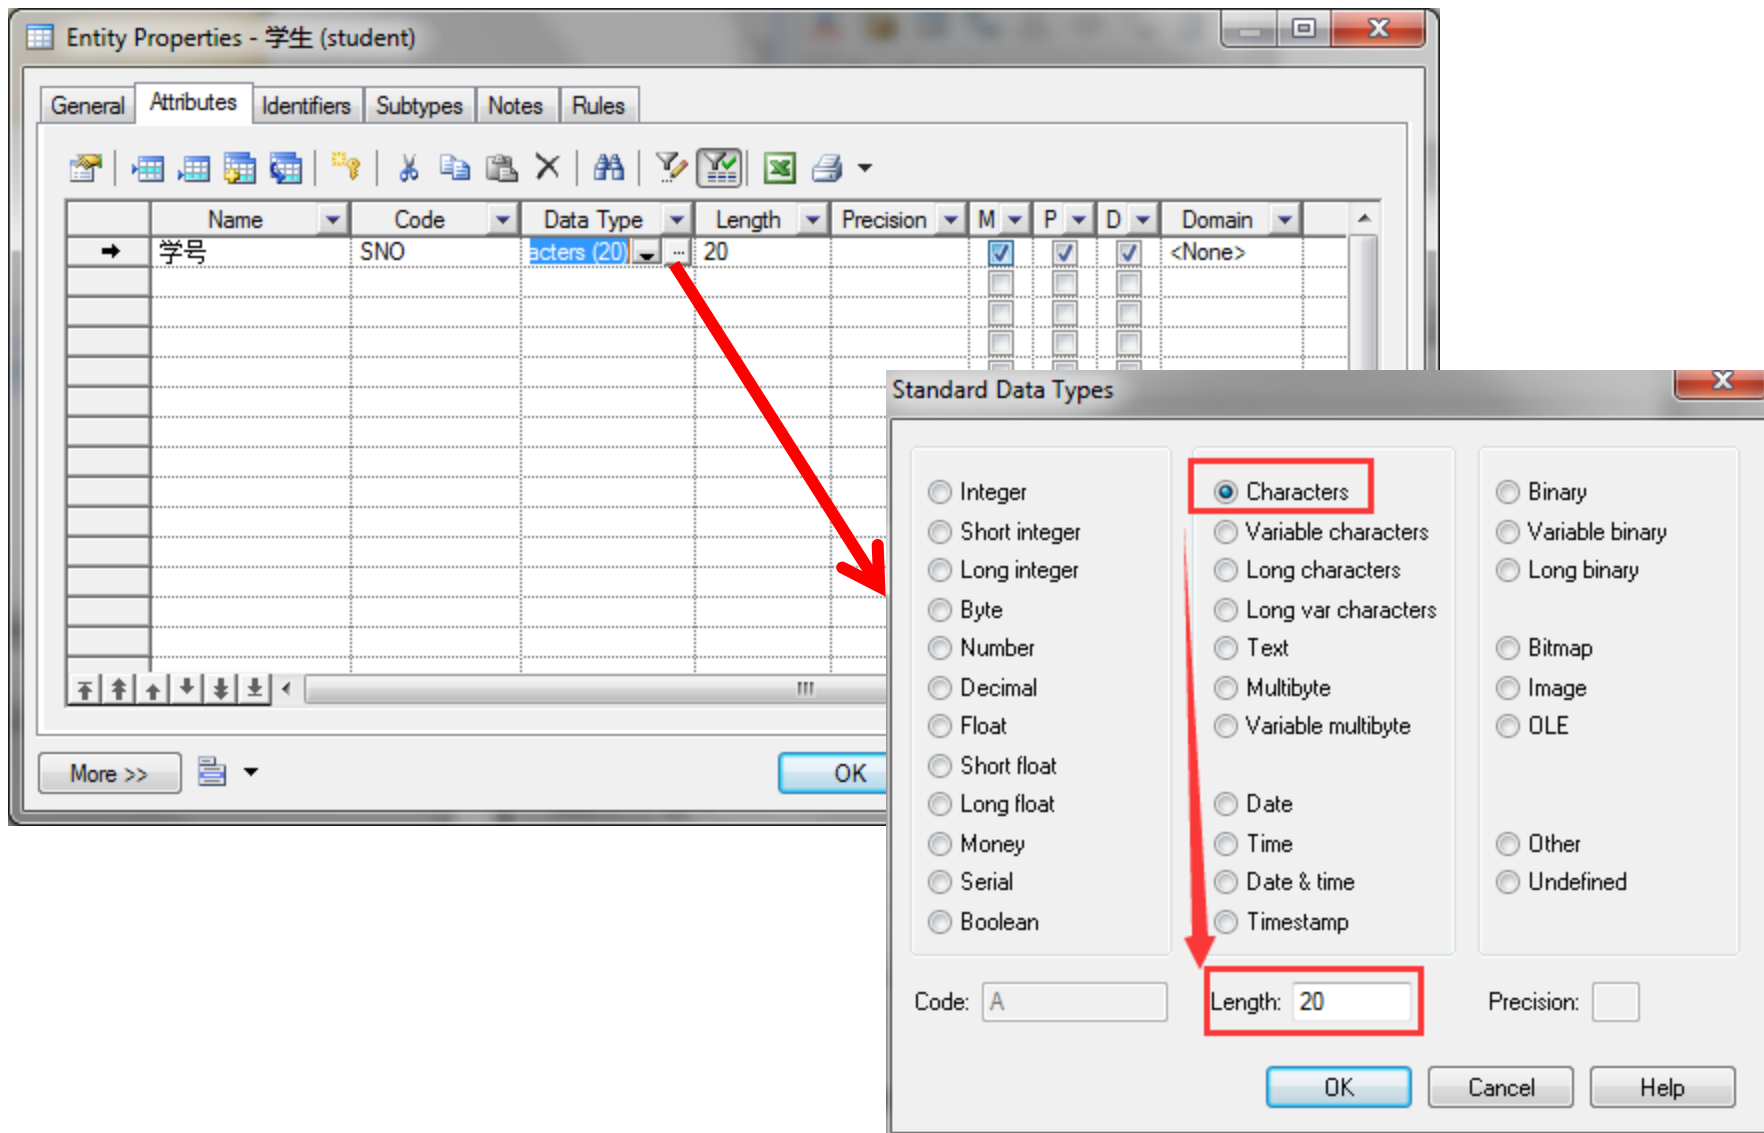 Entity Properties - 学生 (student)
General Attributes Identifiers Subtypes Notes Rules
Name Code Data Type Length Precision M P D Domain
学号 SNO acters (20) ... 20 <None>
More >> OK
Standard Data Types
Integer Characters Binary
Short integer Variable characters Variable binary
Long integer Long characters Long binary
Byte Long var characters
Number Text Bitmap
Decimal Multibyte Image
Float Variable multibyte OLE
Short float
Long float Date
Money Time Other
Serial Date & time Undefined
Boolean Timestamp
Code: A Length: 20 Precision:
OK Cancel Help